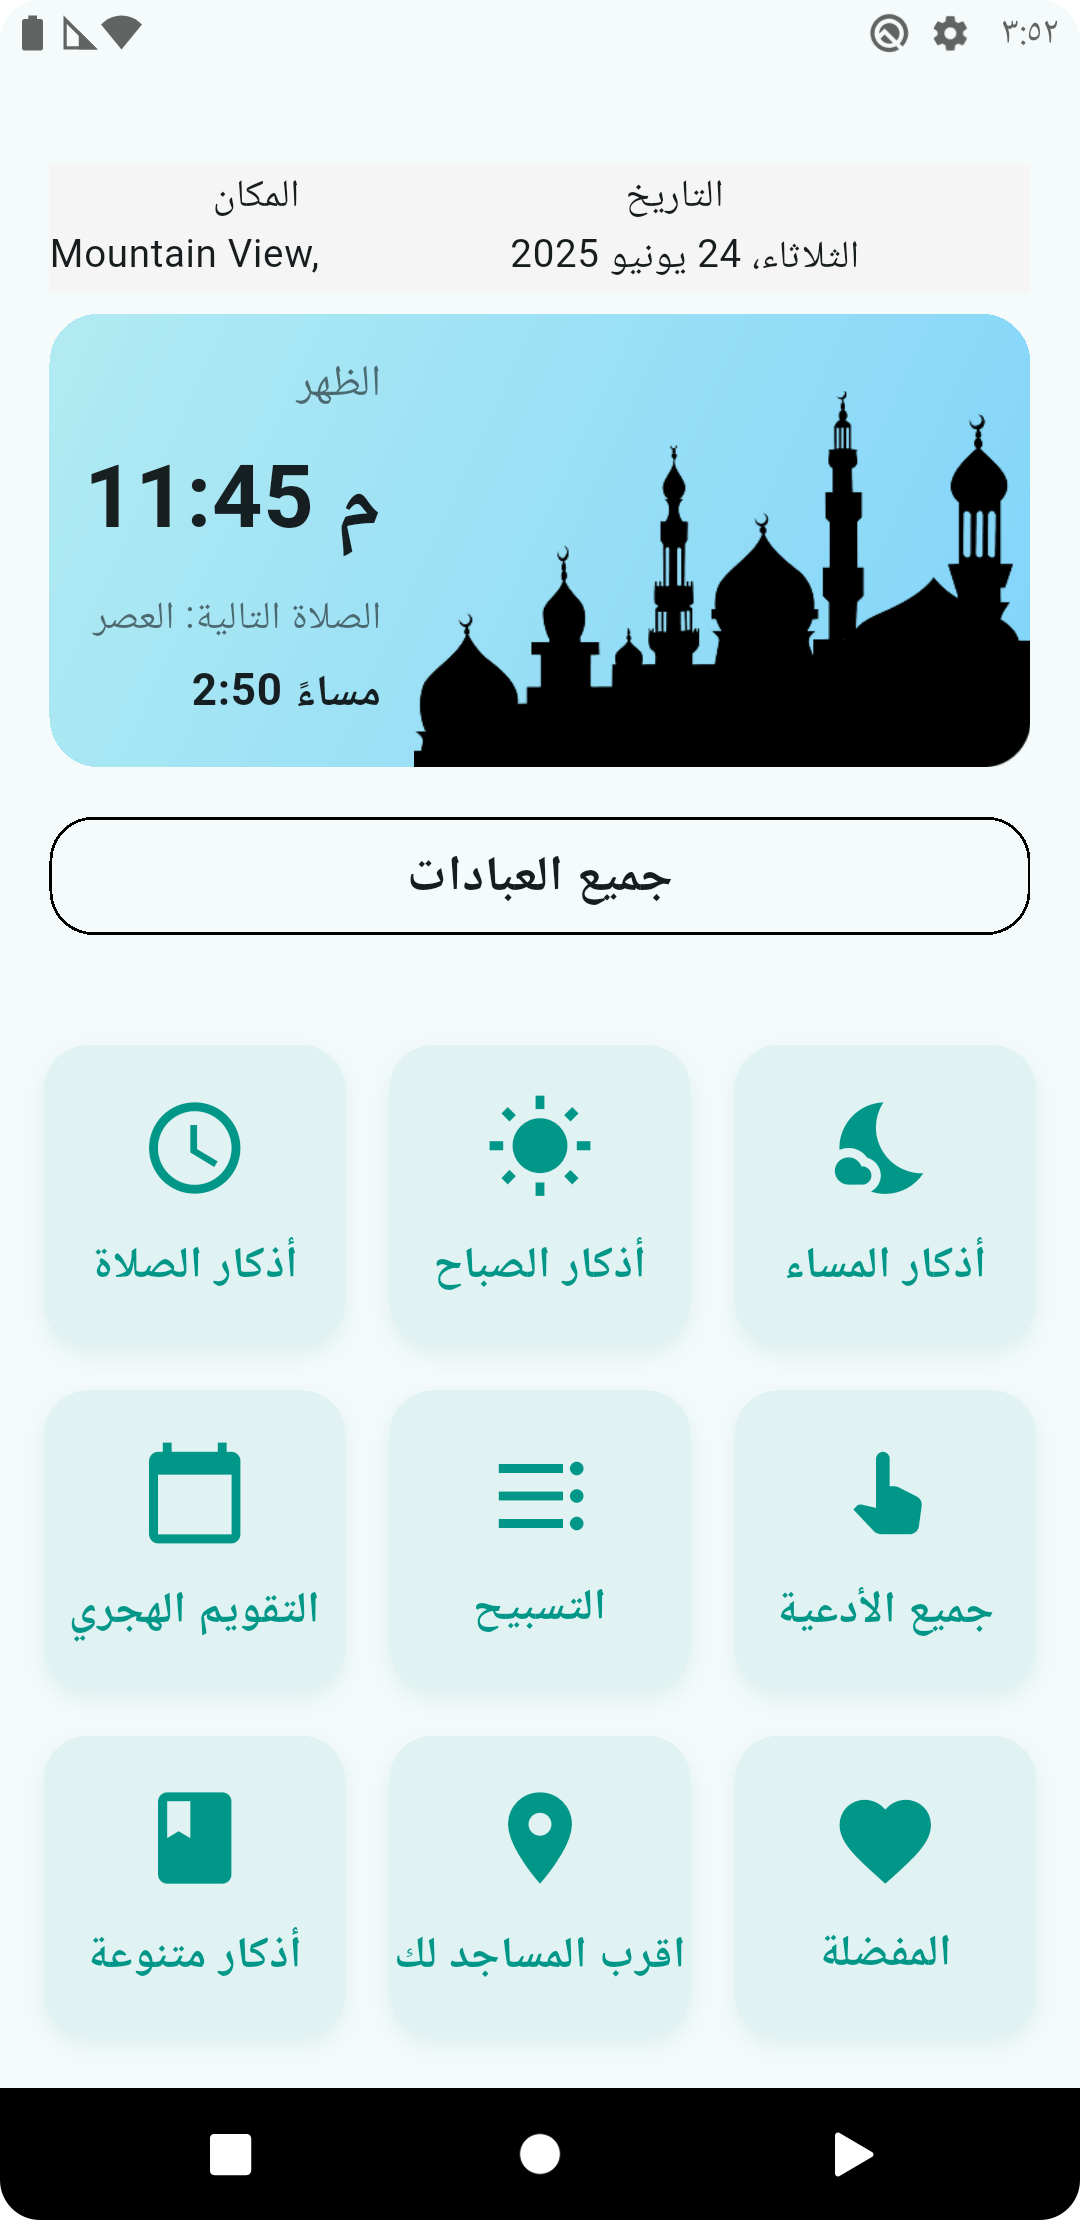 ٣:٥٢
التاريخ
الثلاثاء، 24 يونيو 2025
المكان
Mountain View,
الظهر
11:45 م
الصلاة التالية: العصر
2:50 مساءً
جميع العبادات
أذكار المساء
أذكار الصباح
أذكار الصلاة
جميع الأدعية
التسبيح
التقويم الهجري
المفضلة
اقرب المساجد لك
أذكار متنوعة